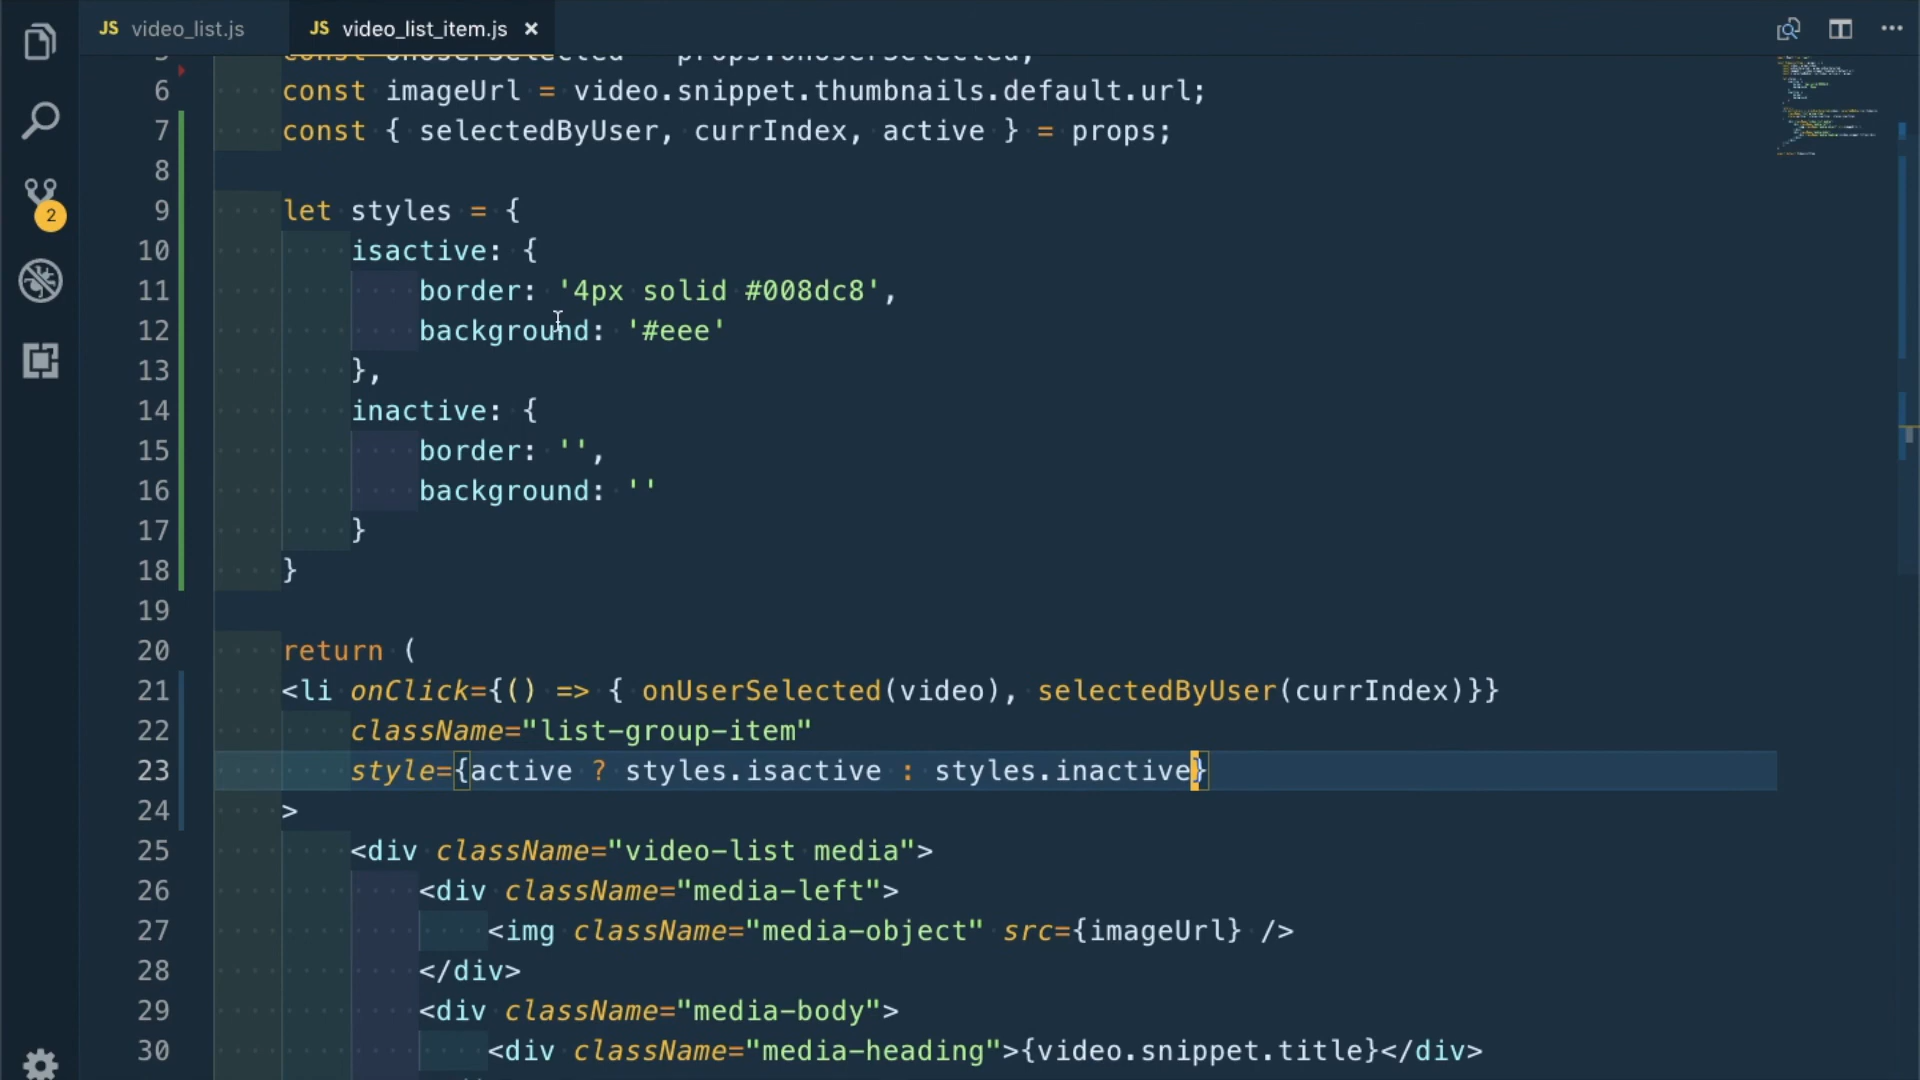 JS video_list.js JS video_list_item.js ×
5 const onUserSelected = props.onUserSelected;
6 const imageUrl = video.snippet.thumbnails.default.url;
7 const { selectedByUser, currIndex, active } = props;
8
9 let styles = {
10 isactive: {
11 border: '4px solid #008dc8',
12 background: '#eee'
13 },
14 inactive: {
15 border: '',
16 background: ''
17 }
18 }
19
20 return (
21 <li onClick={() => { onUserSelected(video), selectedByUser(currIndex)}}
22 className="list-group-item"
23 style={active ? styles.isactive : styles.inactive}
24 >
25 <div className="video-list media">
26 <div className="media-left">
27 <img className="media-object" src={imageUrl} />
28 </div>
29 <div className="media-body">
30 <div className="media-heading">{video.snippet.title}</div>
2